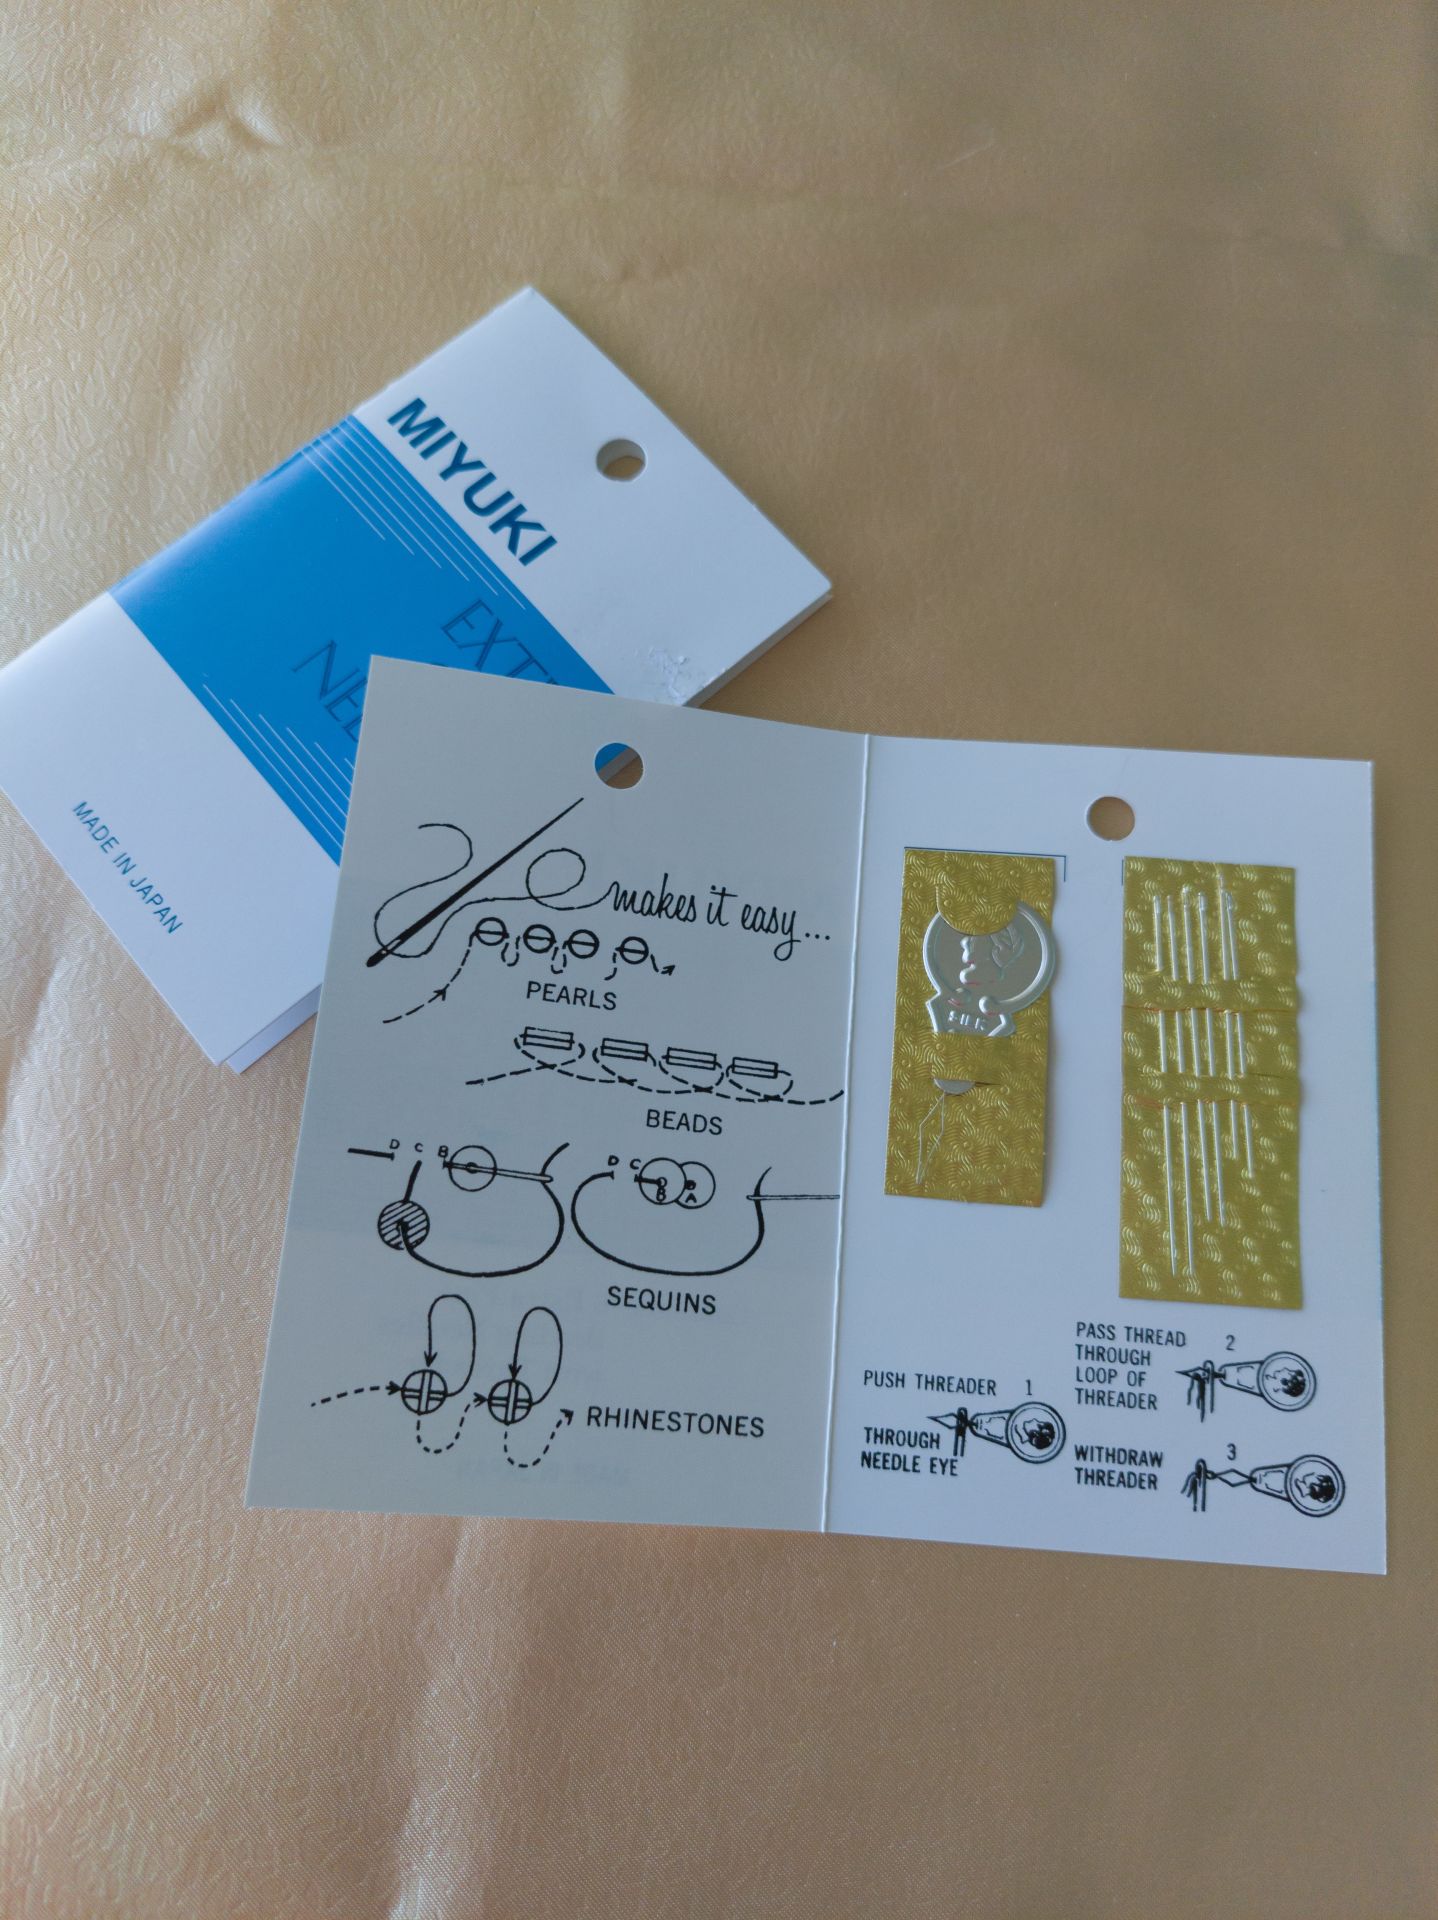 MIYUKI
MADE IN JAPAN
makes it easy...
PEARLS
BEADS
D C B
D C
B B
A
SEQUINS
RHINESTONES
SILK
PUSH THREADER 1
THROUGH
NEEDLE EYE
PASS THREAD 2
THROUGH
LOOP OF
THREADER
WITHDRAW 3
THREADER